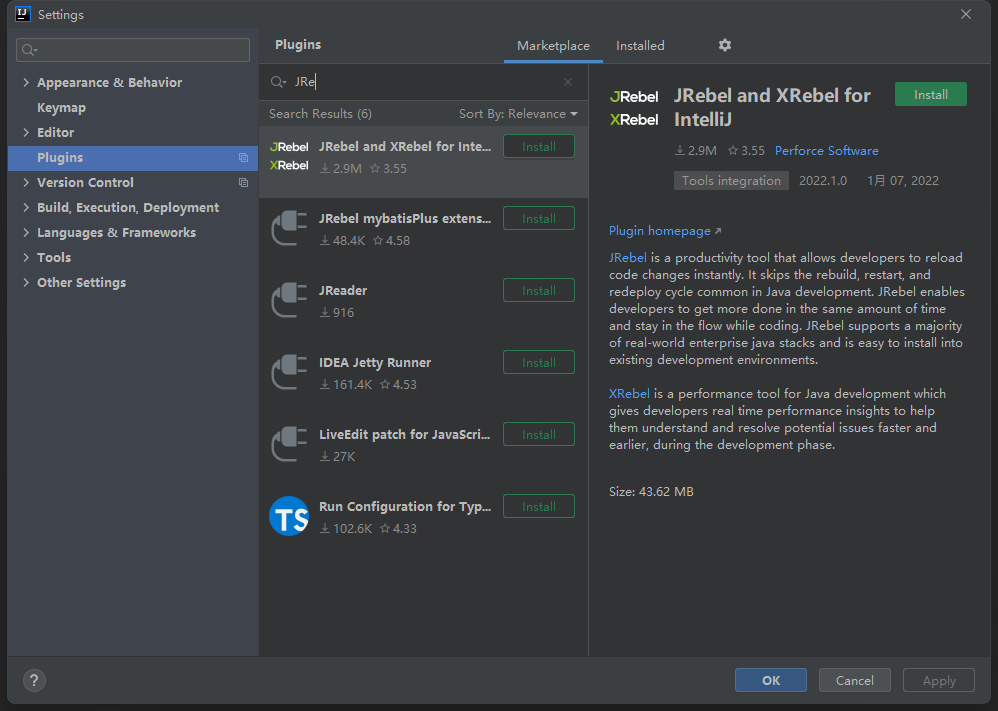 Settings
Appearance & Behavior
Keymap
Editor
Plugins
Version Control
Build, Execution, Deployment
Languages & Frameworks
Tools
Other Settings
Plugins
Marketplace
Installed
JRe
Search Results (6)
Sort By: Relevance
JRebel
XRebel
JRebel and XRebel for Inte...
2.9M 3.55
Install
JRebel mybatisPlus extens...
48.4K 4.58
Install
JReader
916
Install
IDEA Jetty Runner
161.4K 4.53
Install
LiveEdit patch for JavaScri...
27K
Install
TS
Run Configuration for Typ...
102.6K 4.33
Install
JRebel
XRebel
JRebel and XRebel for
IntelliJ
Install
2.9M 3.55 Perforce Software
Tools integration 2022.1.0 1月 07, 2022
Plugin homepage
JRebel is a productivity tool that allows developers to reload
code changes instantly. It skips the rebuild, restart, and
redeploy cycle common in Java development. JRebel enables
developers to get more done in the same amount of time
and stay in the flow while coding. JRebel supports a majority
of real-world enterprise java stacks and is easy to install into
existing development environments.
XRebel is a performance tool for Java development which
gives developers real time performance insights to help
them understand and resolve potential issues faster and
earlier, during the development phase.
Size: 43.62 MB
?
OK
Cancel
Apply